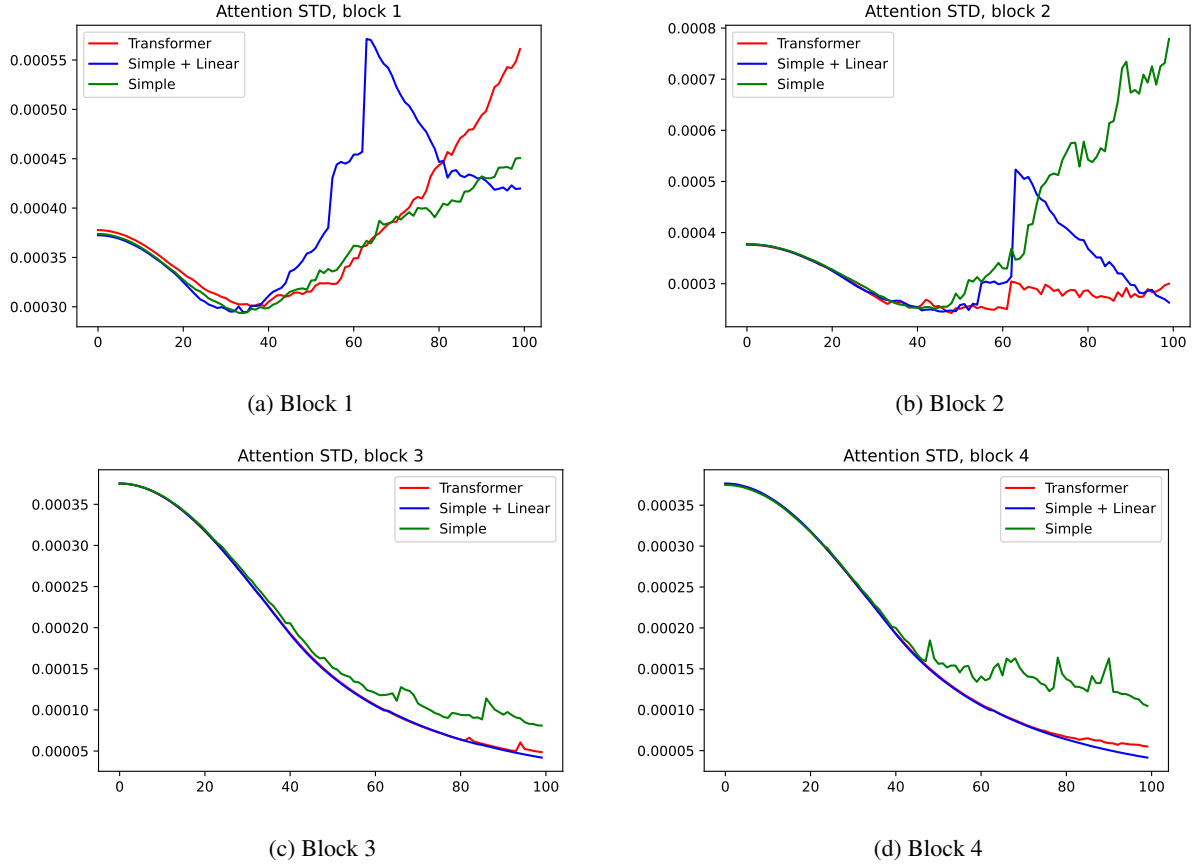 Attention STD, block 1
Transformer
Simple + Linear
Simple
0.00055
0.00050
0.00045
0.00040
0.00035
0.00030
0 20 40 60 80 100
(a) Block 1
Attention STD, block 2
Transformer
Simple + Linear
Simple
0.0008
0.0007
0.0006
0.0005
0.0004
0.0003
0 20 40 60 80 100
(b) Block 2
Attention STD, block 3
Transformer
Simple + Linear
Simple
0.00035
0.00030
0.00025
0.00020
0.00015
0.00010
0.00005
0 20 40 60 80 100
(c) Block 3
Attention STD, block 4
Transformer
Simple + Linear
Simple
0.00035
0.00030
0.00025
0.00020
0.00015
0.00010
0.00005
0 20 40 60 80 100
(d) Block 4